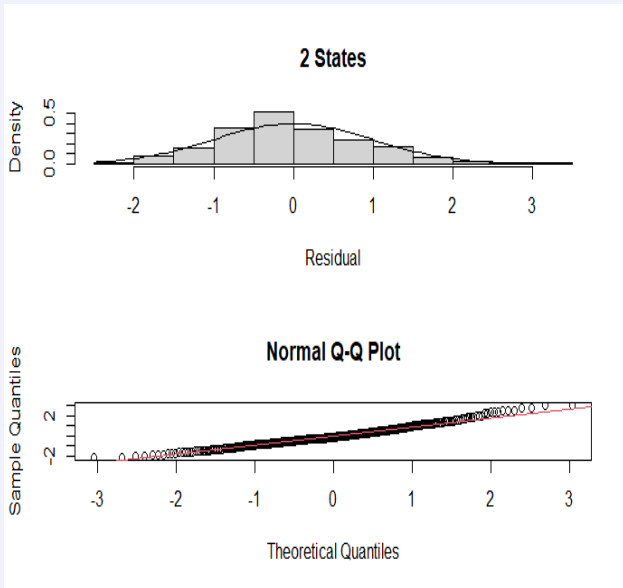 2 States
Density
0.0
0.5
-2 -1 0 1 2 3
Residual
Normal Q-Q Plot
Sample Quantiles
-2
2
-3 -2 -1 0 1 2 3
Theoretical Quantiles